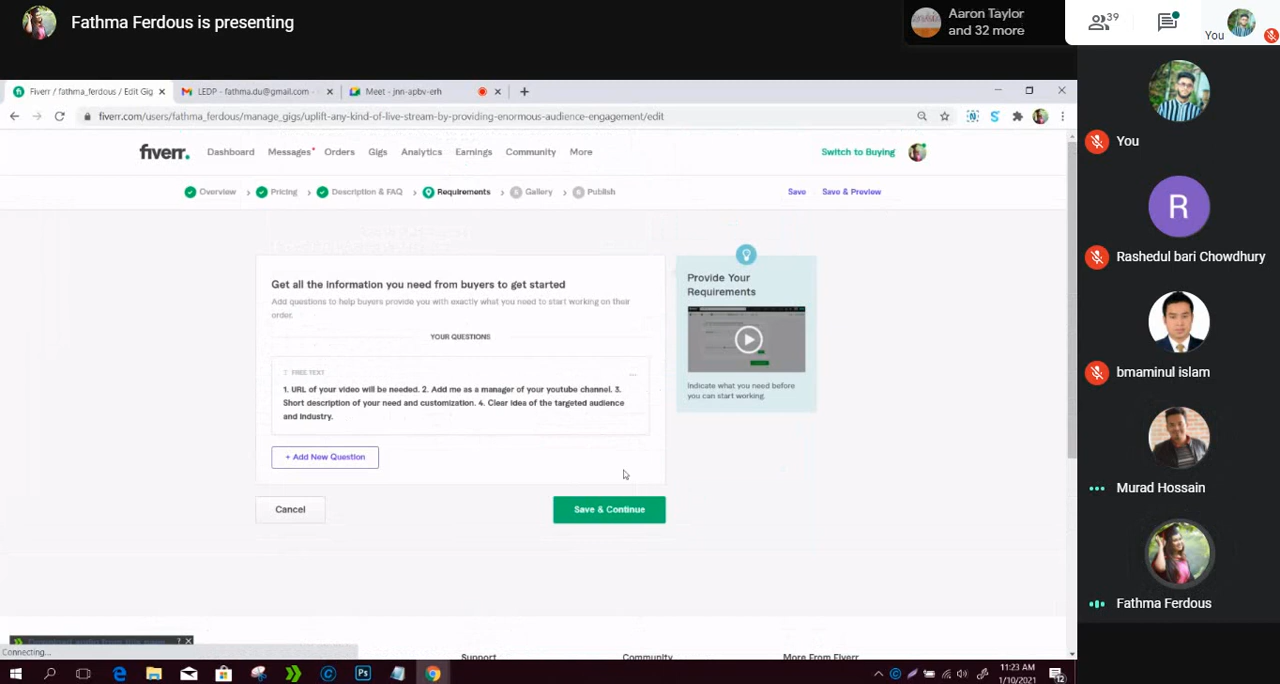 Fathma Ferdous is presenting
Aaron Taylor
and 32 more
39
You
Fiverr / fathma_ferdous / Edit Gig
LEDP - fathma.du@gmail.com -
Meet - jnn-apbv-erh
fiverr.com/users/fathma_ferdous/manage_gigs/uplift-any-kind-of-live-stream-by-providing-enormous-audience-engagement/edit
fiverr.
Dashboard
Messages
Orders
Gigs
Analytics
Earnings
Community
More
Switch to Buying
Overview
Pricing
Description & FAQ
Requirements
5 Gallery
6 Publish
Save
Save & Preview
Get all the information you need from buyers to get started
Add questions to help buyers provide you with exactly what you need to start working on their
order.
YOUR QUESTIONS
FREE TEXT
...
1. URL of your video will be needed. 2. Add me as a manager of your youtube channel. 3.
Short description of your need and customization. 4. Clear idea of the targeted audience
and industry.
+ Add New Question
Cancel
Save & Continue
Provide Your
Requirements
Indicate what you need before
you can start working.
You
R
Rashedul bari Chowdhury
bmaminul islam
Murad Hossain
Fathma Ferdous
Connecting...
Support
Community
More From Fiverr
Ps
11:23 AM
1/10/2021
12